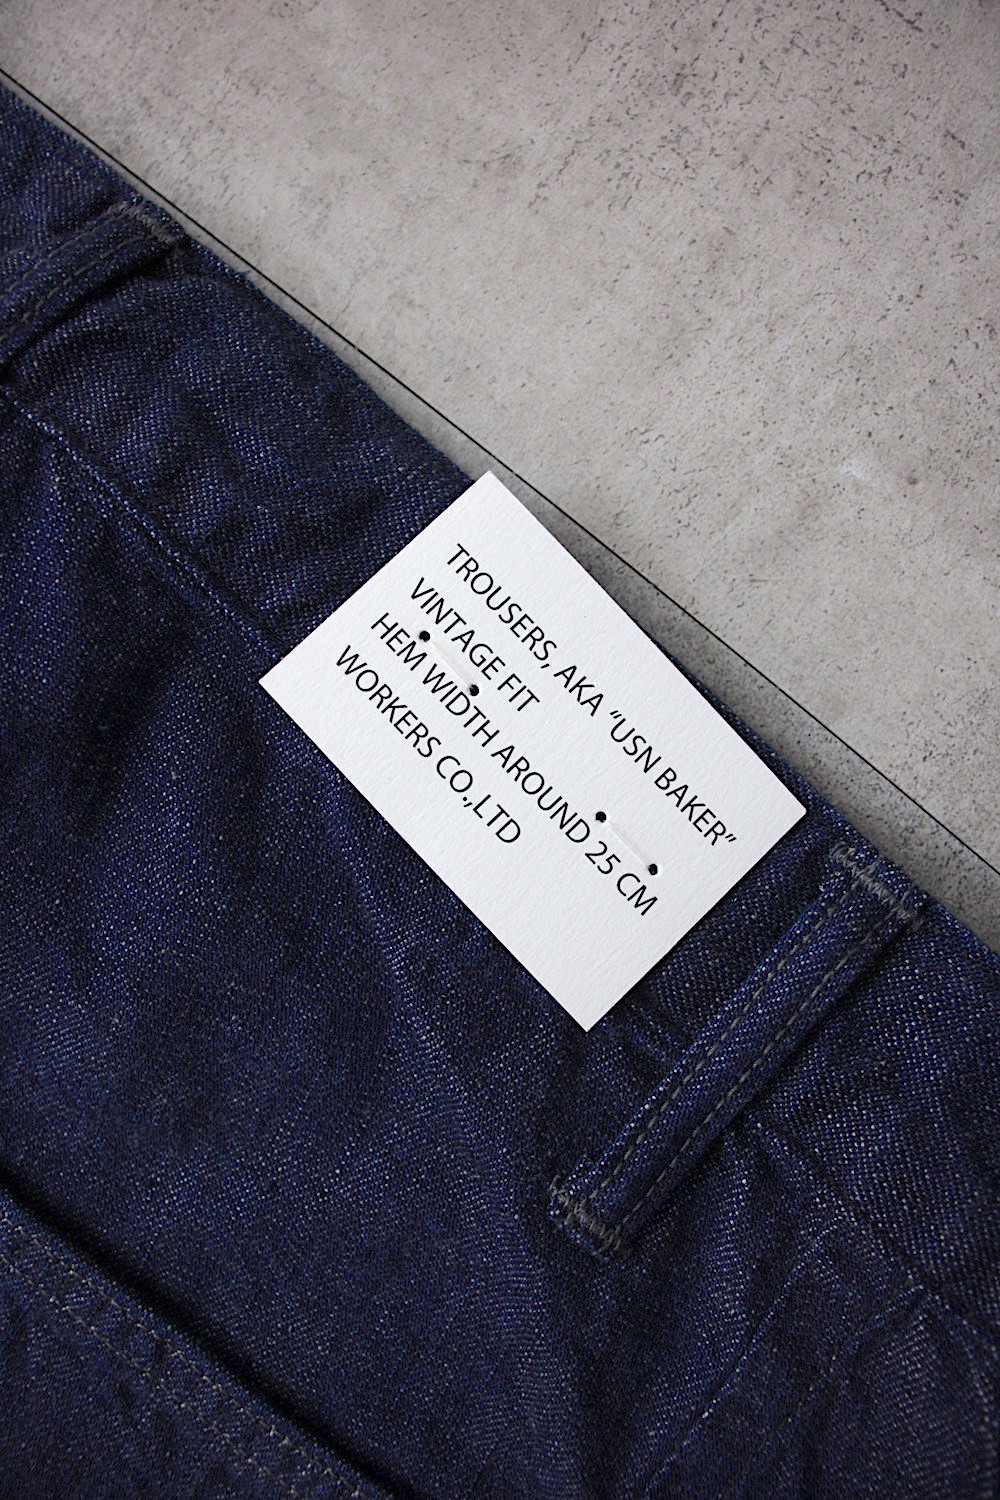 TROUSERS, AKA “USN BAKER”
VINTAGE FIT
HEM WIDTH AROUND 25 CM
WORKERS CO.,LTD